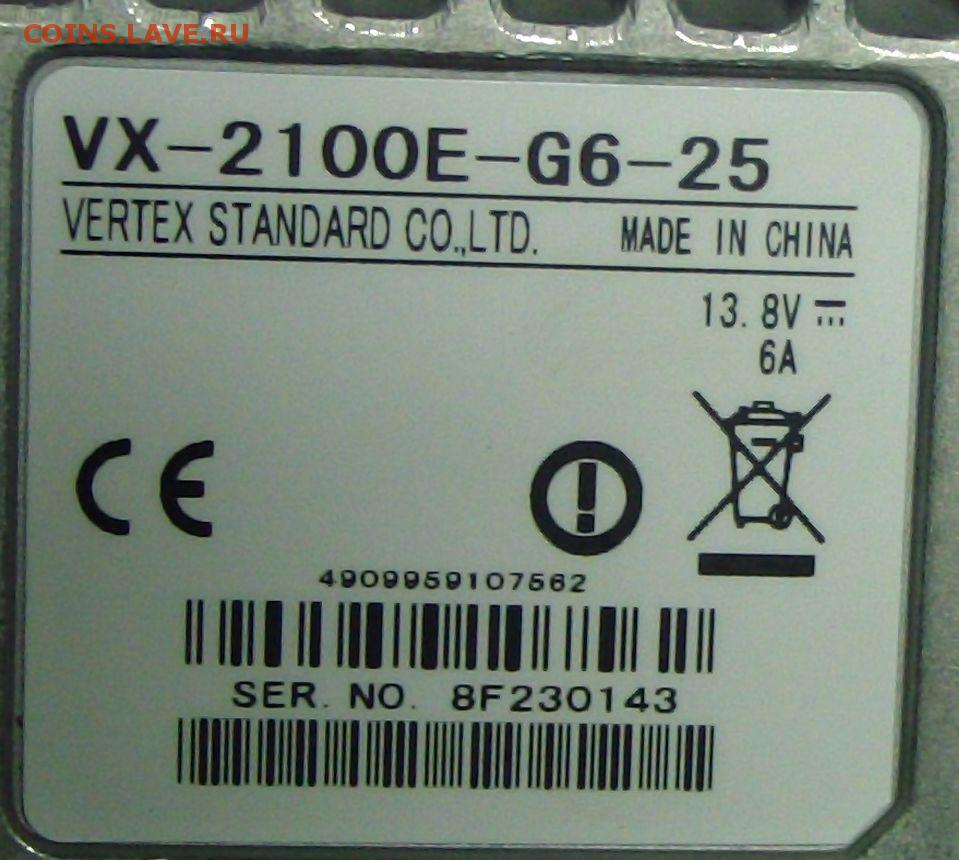 COINS.LAVE.RU
VX-2100E-G6-25
VERTEX STANDARD CO.,LTD. MADE IN CHINA
13.8V
6A
CE
4909959107562
SER. NO. 8F230143